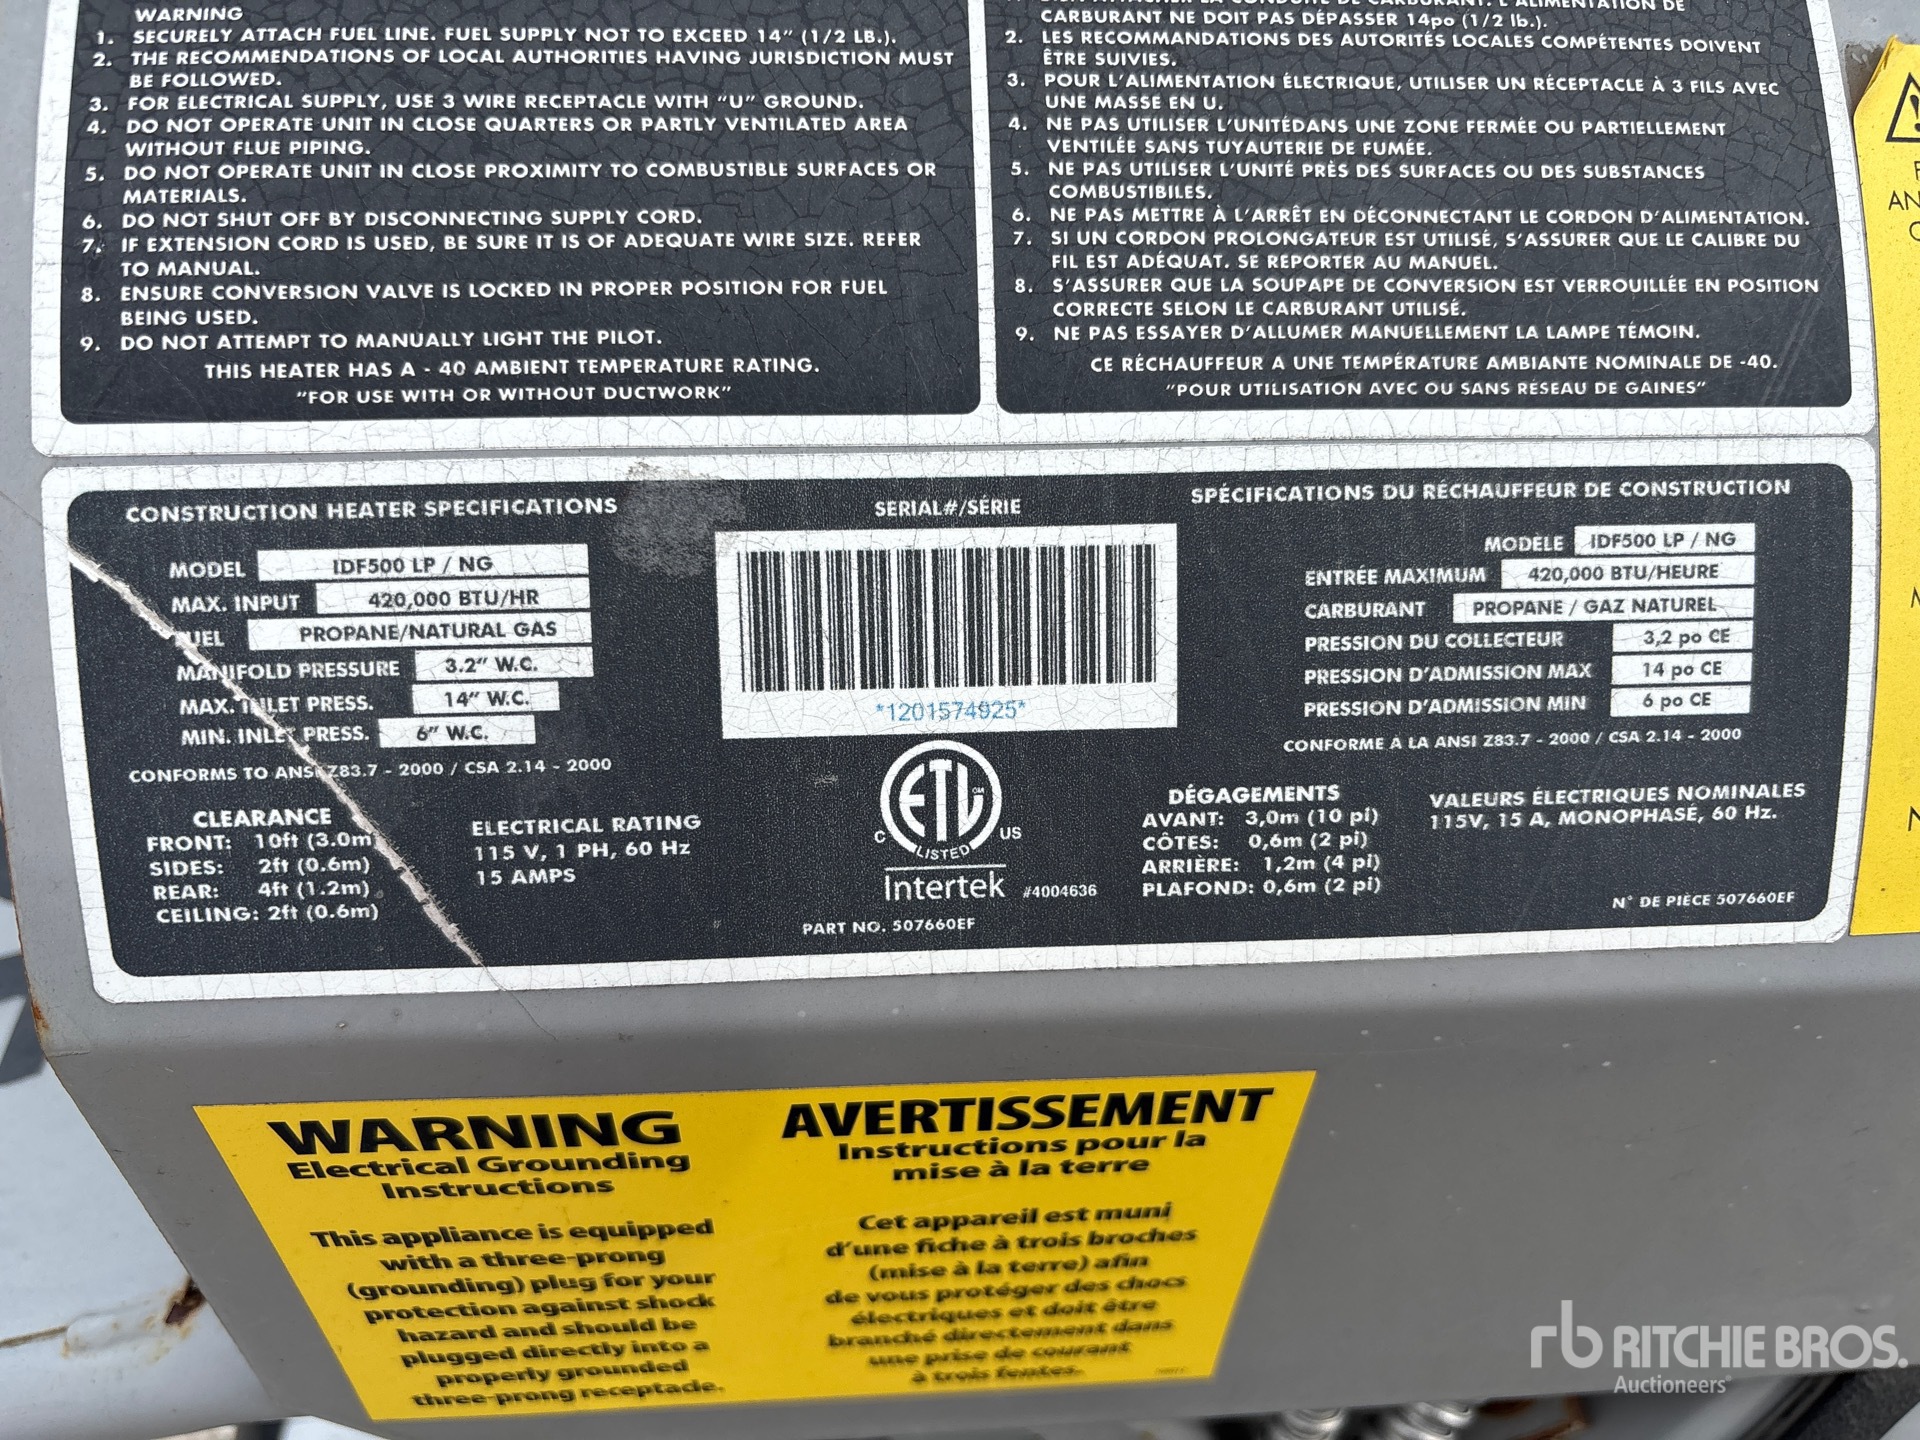 WARNING
1. SECURELY ATTACH FUEL LINE. FUEL SUPPLY NOT TO EXCEED 14" (1/2 LB.).
2. THE RECOMMENDATIONS OF LOCAL AUTHORITIES HAVING JURISDICTION MUST
BE FOLLOWED.
3. FOR ELECTRICAL SUPPLY, USE 3 WIRE RECEPTACLE WITH "U" GROUND.
4. DO NOT OPERATE UNIT IN CLOSE QUARTERS OR PARTLY VENTILATED AREA
WITHOUT FLUE PIPING.
5. DO NOT OPERATE UNIT IN CLOSE PROXIMITY TO COMBUSTIBLE SURFACES OR
MATERIALS.
6. DO NOT SHUT OFF BY DISCONNECTING SUPPLY CORD.
7. IF EXTENSION CORD IS USED, BE SURE IT IS OF ADEQUATE WIRE SIZE. REFER
TO MANUAL.
8. ENSURE CONVERSION VALVE IS LOCKED IN PROPER POSITION FOR FUEL
BEING USED.
9. DO NOT ATTEMPT TO MANUALLY LIGHT THE PILOT.
THIS HEATER HAS A - 40 AMBIENT TEMPERATURE RATING.
"FOR USE WITH OR WITHOUT DUCTWORK"
CARBURANT NE DOIT PAS DÉPASSER 14po (1/2 lb.).
2. LES RECOMMANDATIONS DES AUTORITÉS LOCALES COMPÉTENTES DOIVENT
ÊTRE SUIVIES.
3. POUR L'ALIMENTATION ÉLECTRIQUE, UTILISER UN RÉCEPTACLE À 3 FILS AVEC
UNE MASSE EN U.
4. NE PAS UTILISER L'UNITÉDANS UNE ZONE FERMÉE OU PARTIELLEMENT
VENTILÉE SANS TUYAUTERIE DE FUMÉE.
5. NE PAS UTILISER L'UNITÉ PRÈS DES SURFACES OU DES SUBSTANCES
COMBUSTIBILES.
6. NE PAS METTRE À L'ARRÊT EN DÉCONNECTANT LE CORDON D'ALIMENTATION.
7. SI UN CORDON PROLONGATEUR EST UTILISÉ, S'ASSURER QUE LE CALIBRE DU
FIL EST ADÉQUAT. SE REPORTER AU MANUEL.
8. S'ASSURER QUE LA SOUPAPE DE CONVERSION EST VERROUILLÉE EN POSITION
CORRECTE SELON LE CARBURANT UTILISÉ.
9. NE PAS ESSAYER D'ALLUMER MANUELLEMENT LA LAMPE TÉMOIN.
CE RÉCHAUFFEUR A UNE TEMPÉRATURE AMBIANTE NOMINALE DE -40.
"POUR UTILISATION AVEC OU SANS RÉSEAU DE GAINES"
CONSTRUCTION HEATER SPECIFICATIONS
MODEL IDF500 LP / NG
MAX. INPUT 420,000 BTU/HR
FUEL PROPANE/NATURAL GAS
MANIFOLD PRESSURE 3.2" W.C.
MAX. INLET PRESS. 14" W.C.
MIN. INLET PRESS. 6" W.C.
CONFORMS TO ANSI Z83.7 - 2000 / CSA 2.14 - 2000
CLEARANCE
FRONT: 10ft (3.0m)
SIDES: 2ft (0.6m)
REAR: 4ft (1.2m)
CEILING: 2ft (0.6m)
ELECTRICAL RATING
115 V, 1 PH, 60 Hz
15 AMPS
SERIAL#/SÉRIE
*1201574925*
ETL CM
C US
LISTED
Intertek #4004636
PART NO. 507660EF
SPÉCIFICATIONS DU RÉCHAUFFEUR DE CONSTRUCTION
MODÈLE IDF500 LP / NG
ENTRÉE MAXIMUM 420,000 BTU/HEURE
CARBURANT PROPANE / GAZ NATUREL
PRESSION DU COLLECTEUR 3,2 po CE
PRESSION D'ADMISSION MAX 14 po CE
PRESSION D'ADMISSION MIN 6 po CE
CONFORME À LA ANSI Z83.7 - 2000 / CSA 2.14 - 2000
DÉGAGEMENTS
AVANT: 3,0m (10 pi)
CÔTES: 0,6m (2 pi)
ARRIÈRE: 1,2m (4 pi)
PLAFOND: 0,6m (2 pi)
VALEURS ÉLECTRIQUES NOMINALES
115V, 15 A, MONOPHASÉ, 60 Hz.
N° DE PIÈCE 507660EF
WARNING
Electrical Grounding
Instructions
This appliance is equipped
with a three-prong
(grounding) plug for your
protection against shock
hazard and should be
plugged directly into a
properly grounded
three-prong receptacle.
AVERTISSEMENT
Instructions pour la
mise à la terre
Cet appareil est muni
d'une fiche à trois broches
(mise à la terre) afin
de vous protéger des chocs
électriques et doit être
branché directement dans
une prise de courant
à trois fentes.
rb RITCHIE BROS.
Auctioneers